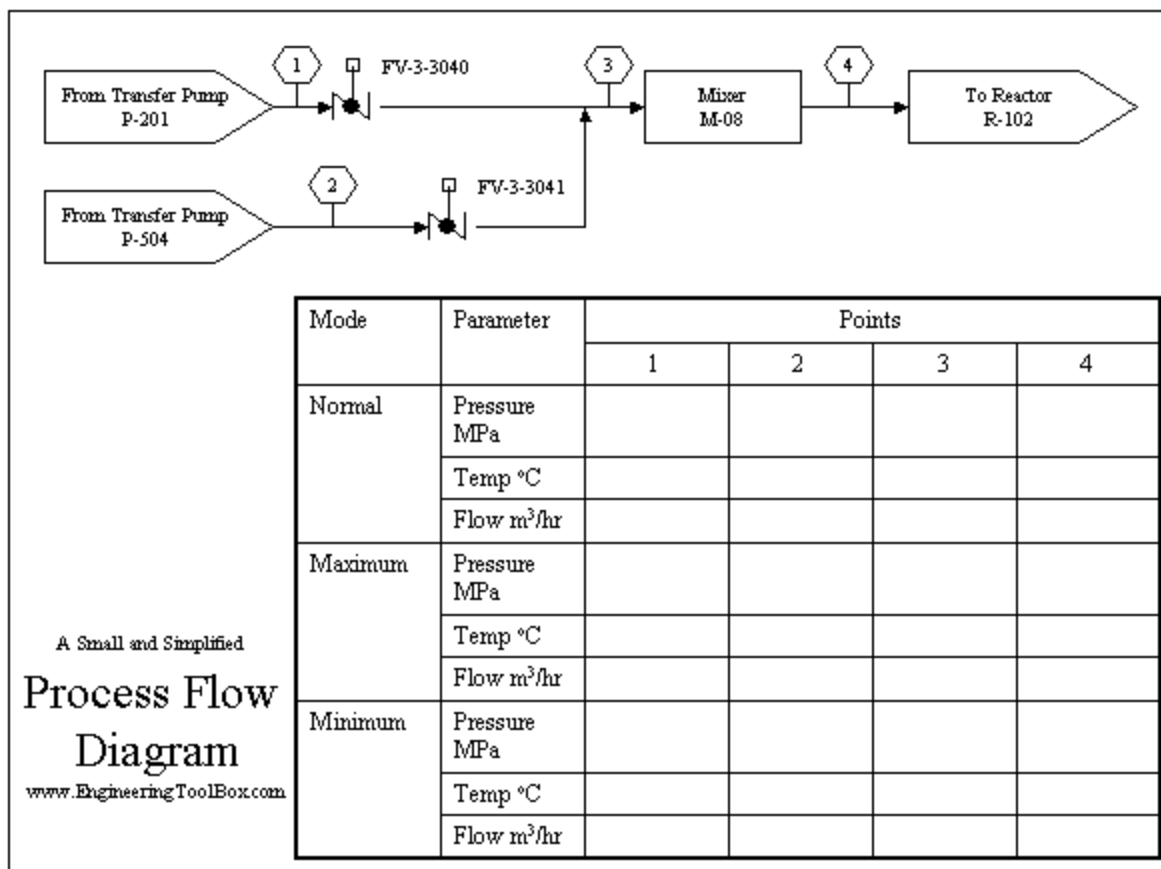 1
FV-3-3040
3
4
From Transfer Pump
P-201
Mixer
M-08
To Reactor
R-102
2
FV-3-3041
From Transfer Pump
P-504
Mode Parameter Points
1 2 3 4
Normal Pressure
MPa
Temp ºC
Flow m³/hr
Maximum Pressure
MPa
Temp ºC
Flow m³/hr
Minimum Pressure
MPa
Temp ºC
Flow m³/hr
A Small and Simplified
Process Flow
Diagram
www.EngineeringToolBox.com